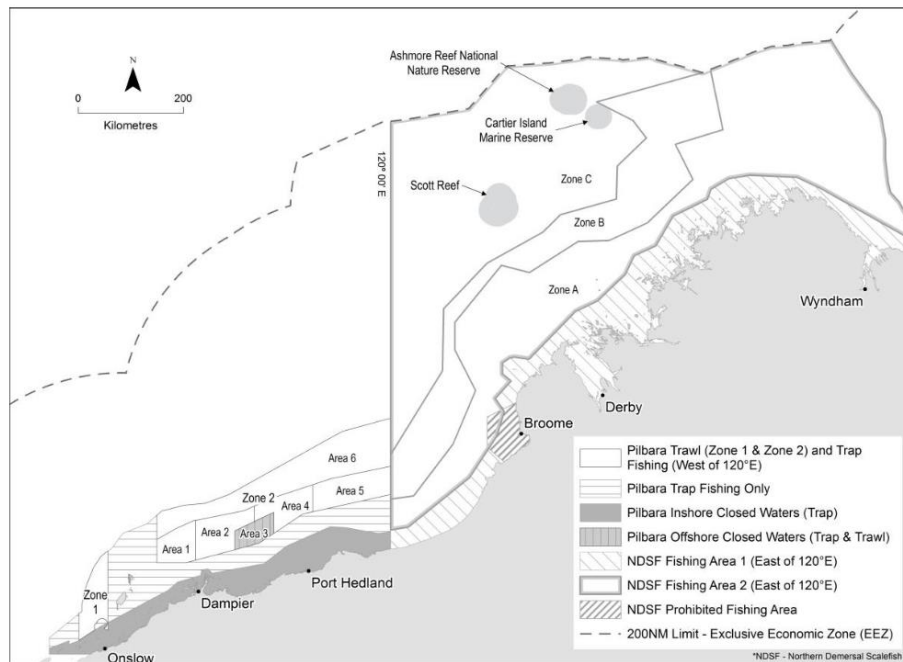 Ashmore Reef National
Nature Reserve
N
0
200
Kilometres
Cartier Island
Marine Reserve
120° 00' E
Scott Reef
Zone C
Zone B
Zone A
Wyndham
Derby
Broome
Area 6
Zone 2
Area 5
Area 4
Area 3
Area 2
Area 1
Port Hedland
Dampier
Zone
1
Onslow
Pilbara Trawl (Zone 1 & Zone 2) and Trap
Fishing (West of 120°E)
Pilbara Trap Fishing Only
Pilbara Inshore Closed Waters (Trap)
Pilbara Offshore Closed Waters (Trap & Trawl)
NDSF Fishing Area 1 (East of 120°E)
NDSF Fishing Area 2 (East of 120°E)
NDSF Prohibited Fishing Area
200NM Limit - Exclusive Economic Zone (EEZ)
*NDSF - Northern Demersal Scalefish